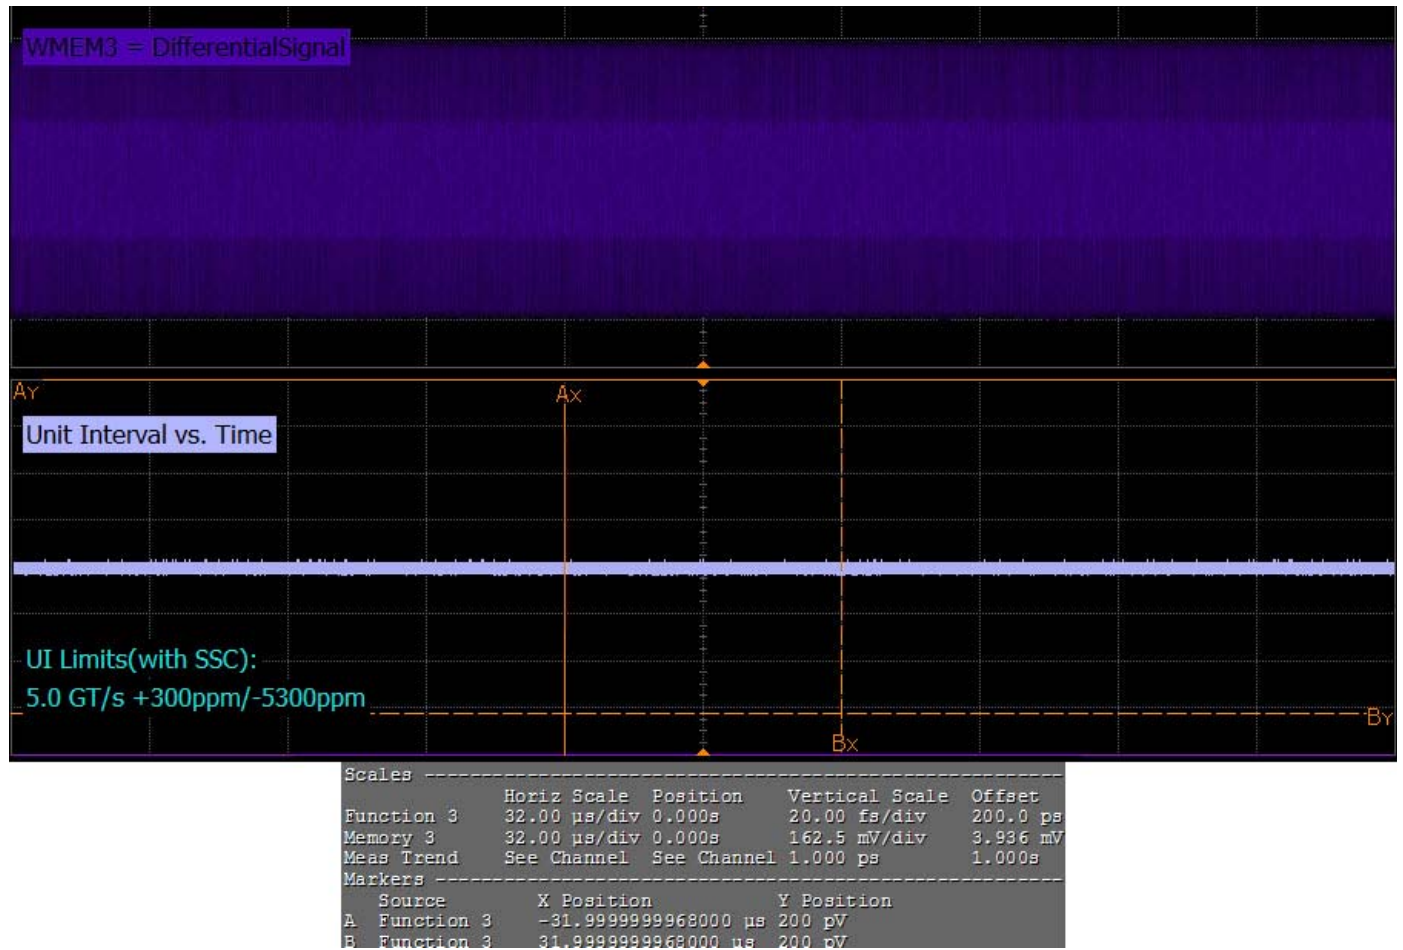 WMEM3 = DifferentialSignal
AY
Ax
Unit Interval vs. Time
UI Limits(with SSC):
5.0 GT/s +300ppm/-5300ppm
BY
Bx
Scales
Horiz Scale Position Vertical Scale Offset
Function 3 32.00 µs/div 0.000s 20.00 fs/div 200.0 ps
Memory 3 32.00 µs/div 0.000s 162.5 mV/div 3.936 mV
Meas Trend See Channel See Channel 1.000 ps 1.000s
Markers
Source X Position Y Position
A Function 3 -31.9999999968000 µs 200 pV
B Function 3 31.9999999968000 µs 200 pV